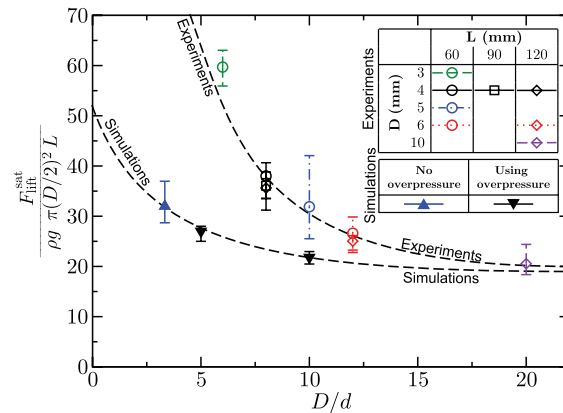 70
60
50
40
30
20
10
0
F_lift^sat
ρg π(D/2)² L
0 5 10 15 20
D/d
Experiments
Simulations
Experiments
Simulations
L (mm)
60 90 120
Experiments
D (mm)
3
4
5
6
10
Simulations
No overpressure
Using overpressure